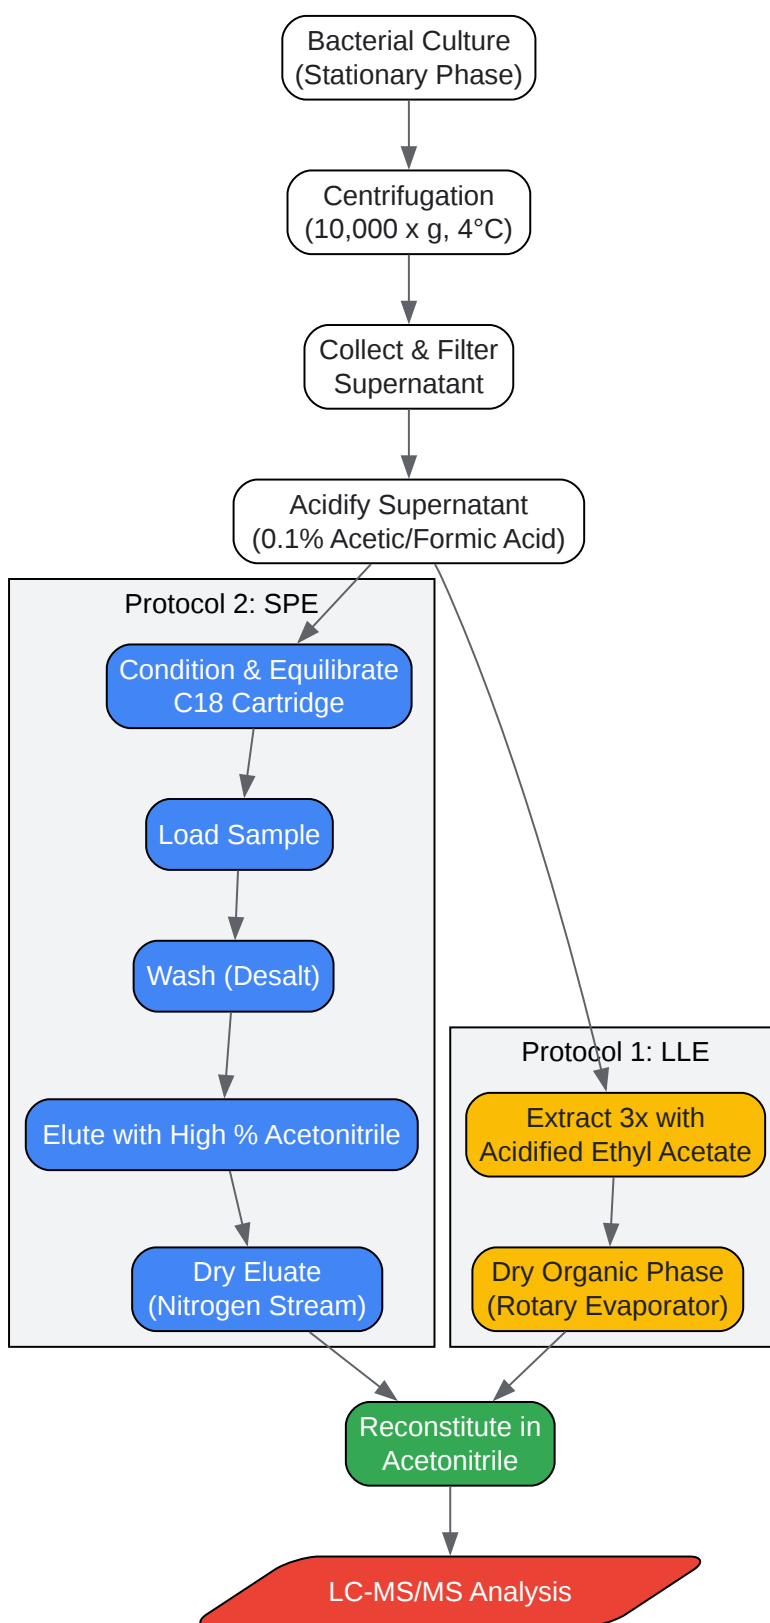 Bacterial Culture
(Stationary Phase)
Centrifugation
(10,000 x g, 4°C)
Collect & Filter
Supernatant
Acidify Supernatant
(0.1% Acetic/Formic Acid)
Protocol 2: SPE
Condition & Equilibrate
C18 Cartridge
Load Sample
Wash (Desalt)
Elute with High % Acetonitrile
Dry Eluate
(Nitrogen Stream)
Protocol 1: LLE
Extract 3x with
Acidified Ethyl Acetate
Dry Organic Phase
(Rotary Evaporator)
Reconstitute in
Acetonitrile
LC-MS/MS Analysis